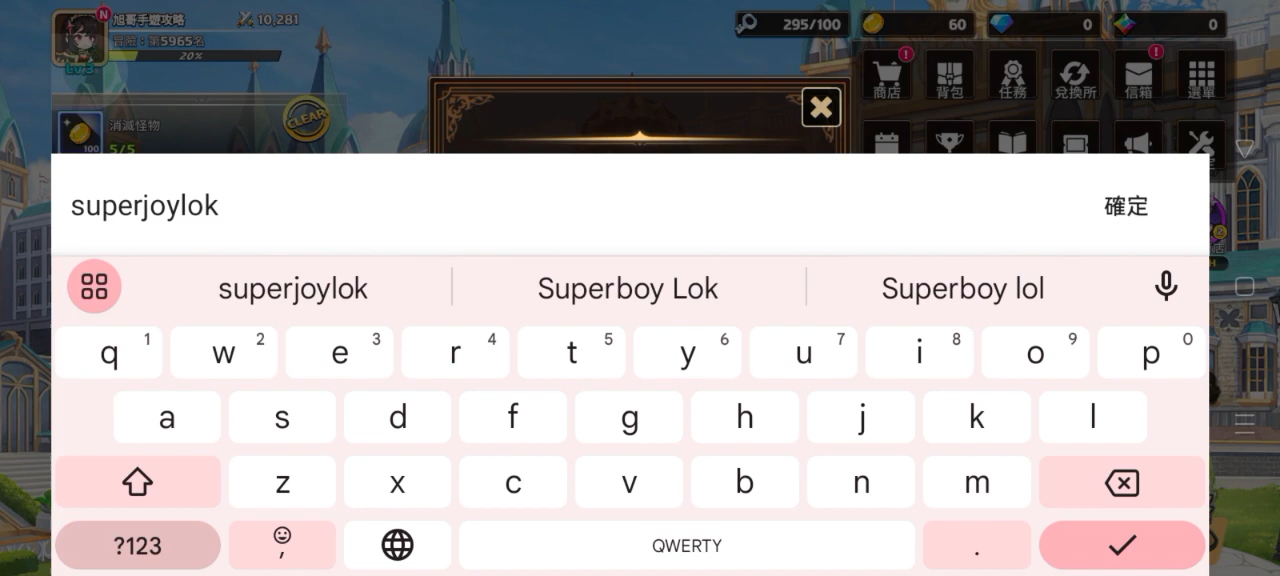 N 旭哥手遊攻略 10,281
冒險:第5965名
20%
Lv.3
295/100 60 0 0
商店 背包 任務 兌換所 信箱 選單
消滅怪物
CLEAR
100 5/5
superjoylok 確定
superjoylok Superboy Lok Superboy lol
q 1 w 2 e 3 r 4 t 5 y 6 u 7 i 8 o 9 p 0
a s d f g h j k l
z x c v b n m
?123 , QWERTY .